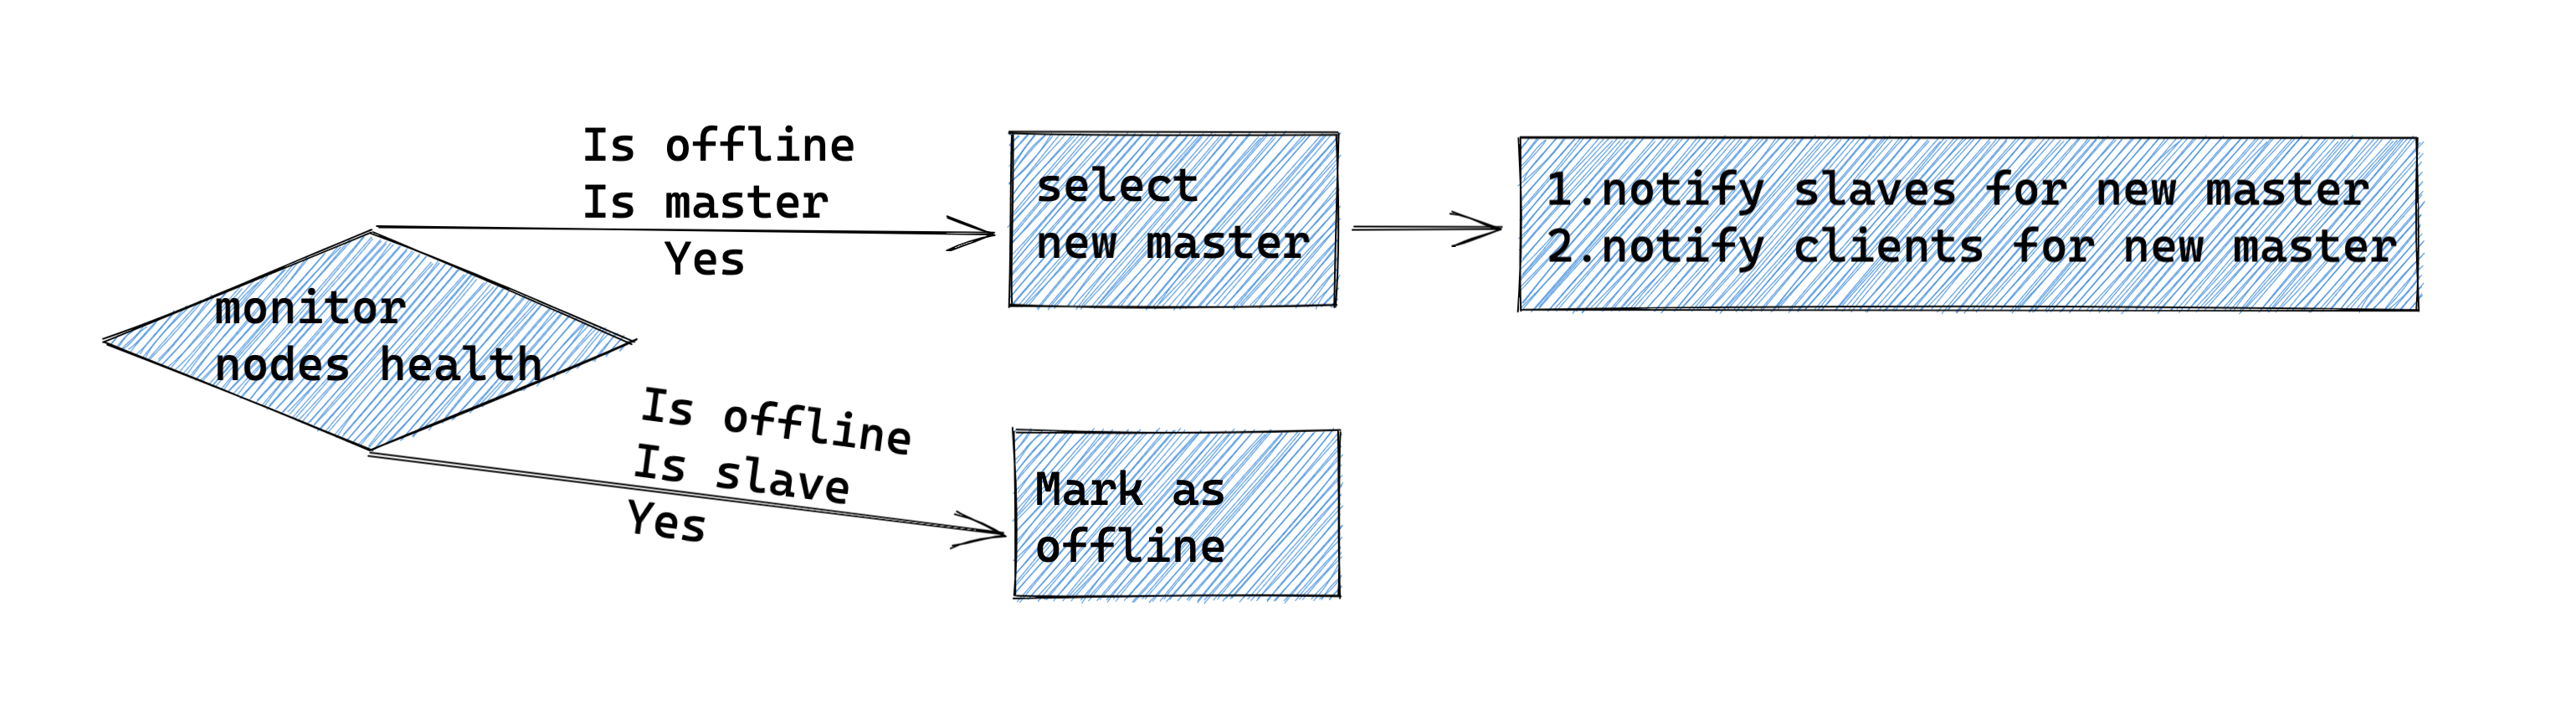 Is offline
Is master
Yes
monitor
nodes health
select
new master
1.notify slaves for new master
2.notify clients for new master
Is offline
Is slave
Yes
Mark as
offline